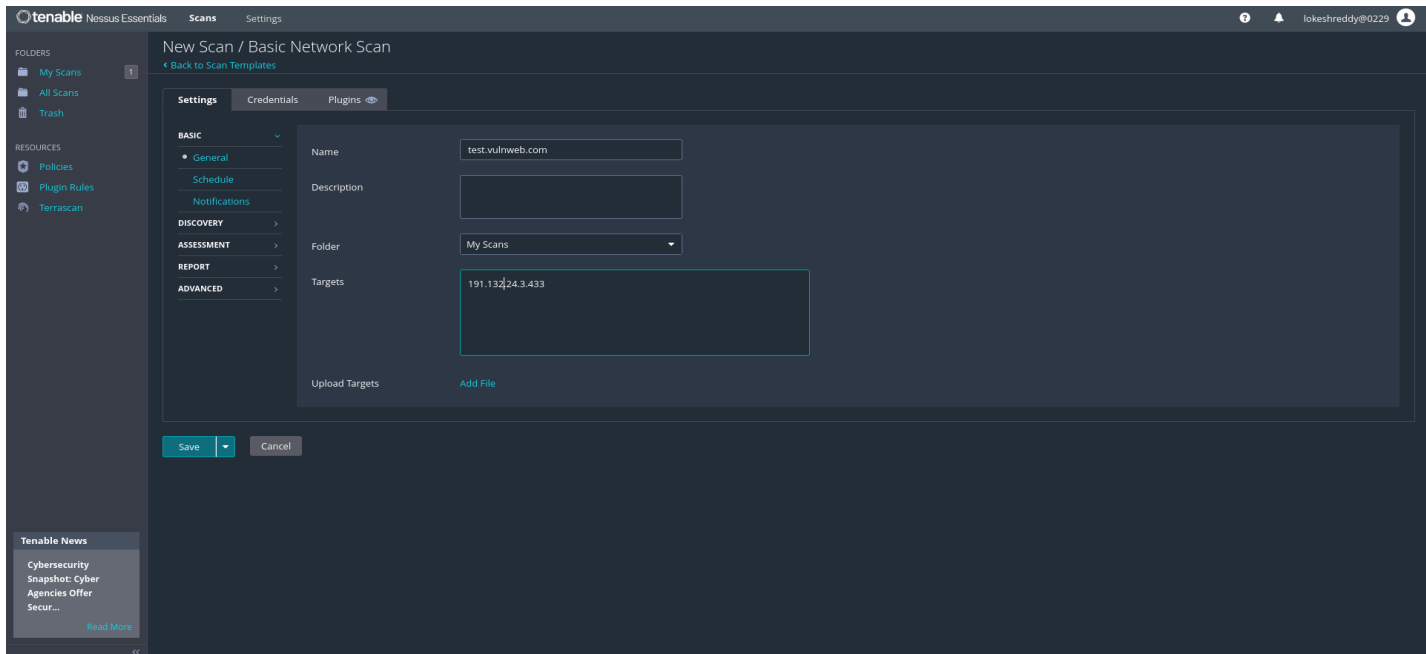 tenable Nessus Essentials Scans Settings lokeshreddy@0229
FOLDERS
My Scans 1
All Scans
Trash
RESOURCES
Policies
Plugin Rules
Terrascan
New Scan / Basic Network Scan
Back to Scan Templates
Settings Credentials Plugins
BASIC
General
Schedule
Notifications
DISCOVERY
ASSESSMENT
REPORT
ADVANCED
Name test.vulnweb.com
Description
Folder My Scans
Targets 191.132.24.3.433
Upload Targets Add File
Save Cancel
Tenable News
Cybersecurity
Snapshot: Cyber
Agencies Offer
Secur...
Read More